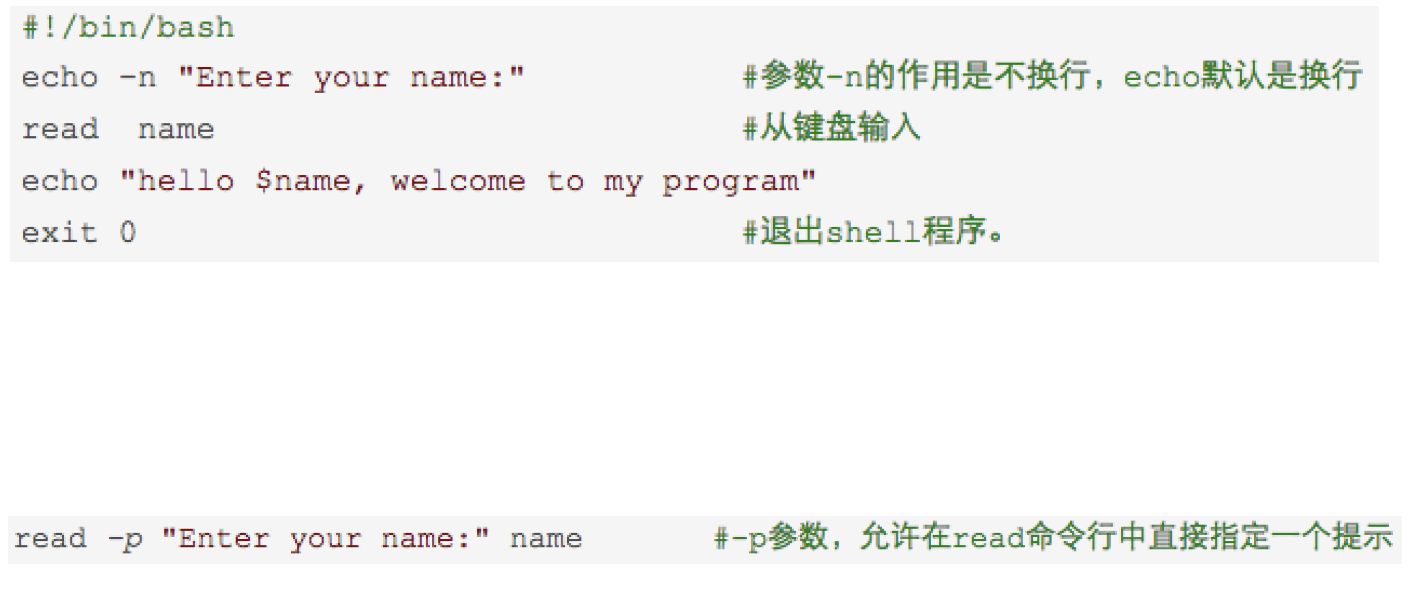 #!/bin/bash
echo -n "Enter your name:" #参数-n的作用是不换行，echo默认是换行
read  name #从键盘输入
echo "hello $name, welcome to my program"
exit 0 #退出shell程序。
read -p "Enter your name:" name #-p参数，允许在read命令行中直接指定一个提示